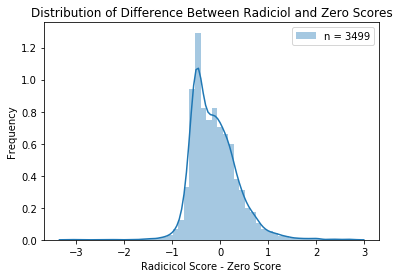 Distribution of Difference Between Radiciol and Zero Scores
n = 3499
Frequency
1.2
1.0
0.8
0.6
0.4
0.2
0.0
−3 −2 −1 0 1 2 3
Radicicol Score - Zero Score